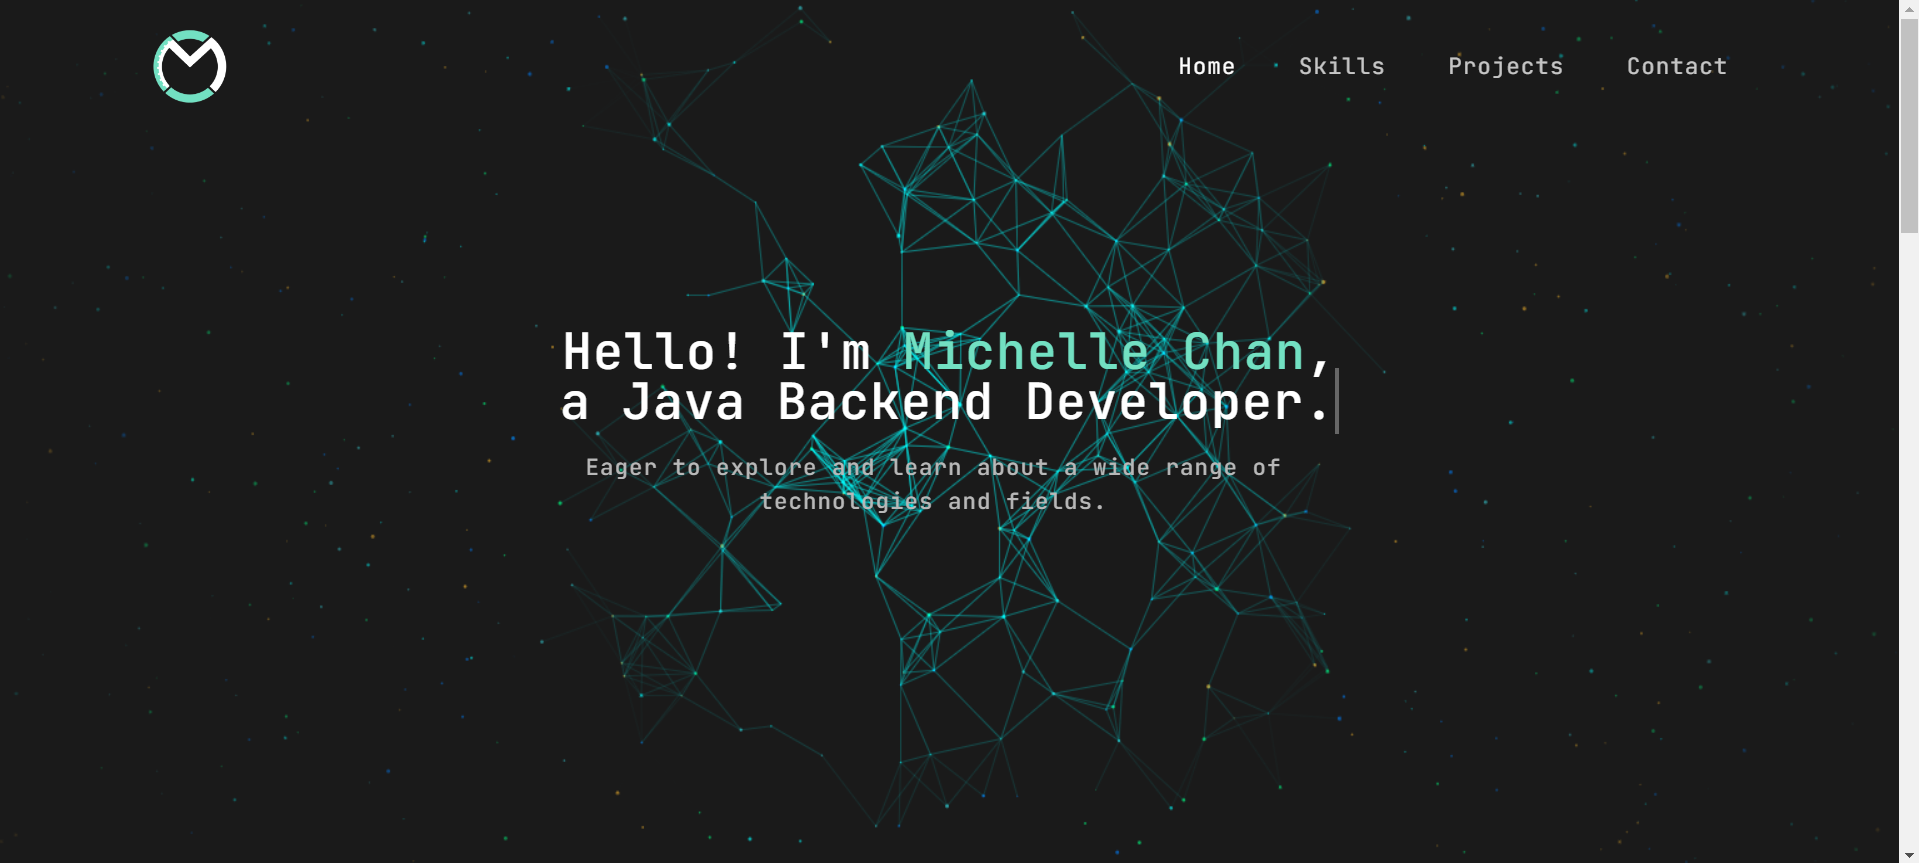 Home Skills Projects Contact
Hello! I'm Michelle Chan,
a Java Backend Developer.
Eager to explore and learn about a wide range of
technologies and fields.